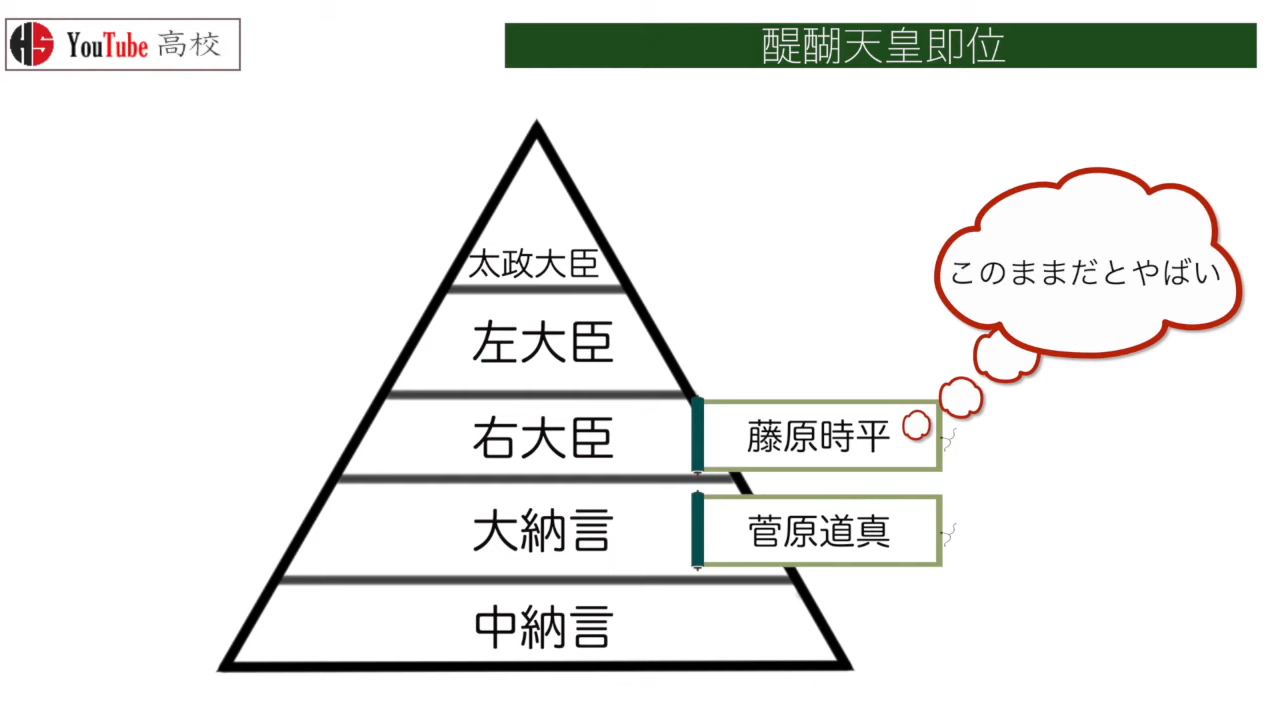 HS YouTube 高校
醍醐天皇即位
太政大臣
左大臣
右大臣
大納言
中納言
藤原時平
菅原道真
このままだとやばい